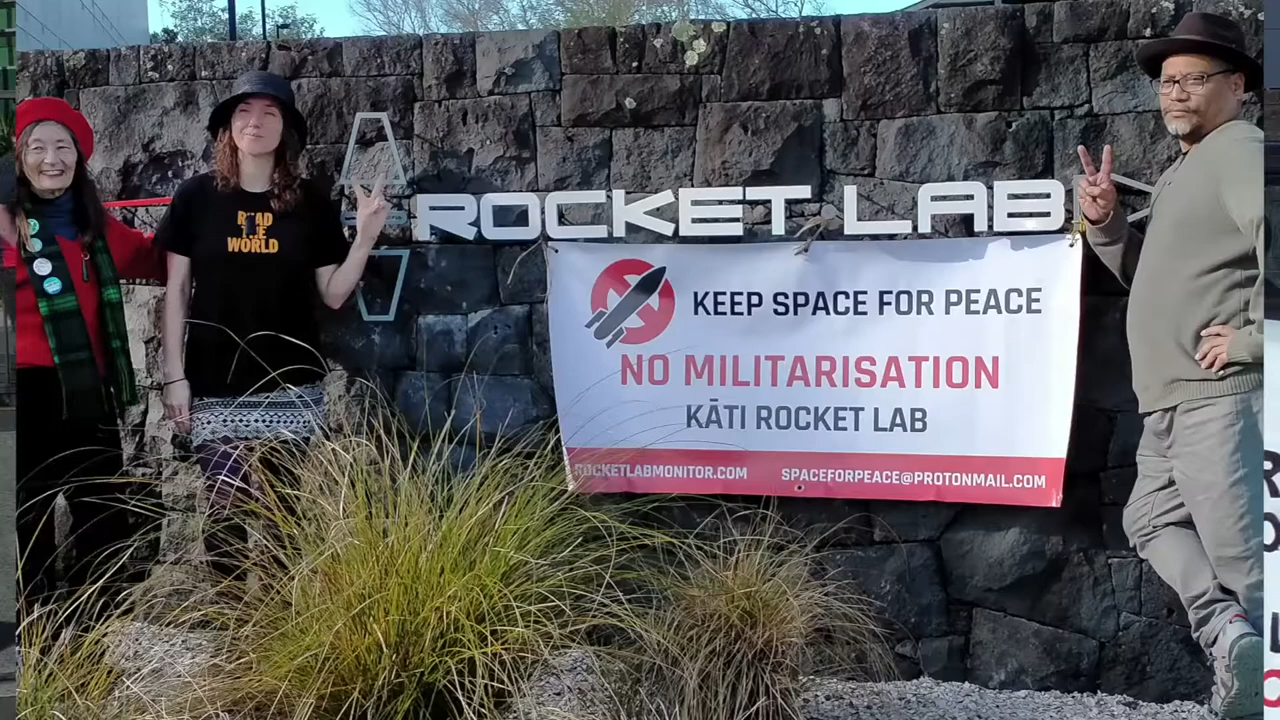 READ
THE
WORLD
ROCKET LAB
KEEP SPACE FOR PEACE
NO MILITARISATION
KĀTI ROCKET LAB
ROCKETLABMONITOR.COM
SPACEFORPEACE@PROTONMAIL.COM